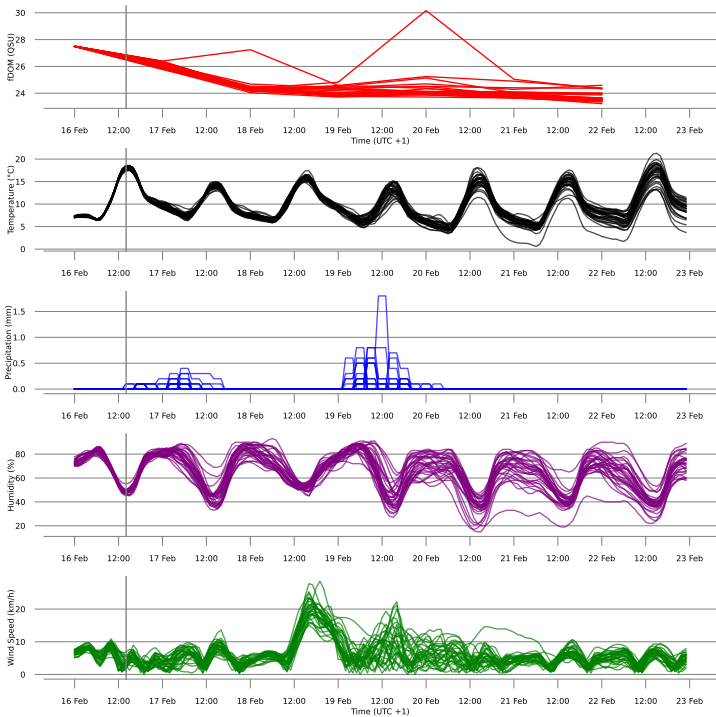 30
28
26
24
fDOM (QSU)
16 Feb 12:00 17 Feb 12:00 18 Feb 12:00 19 Feb 12:00 20 Feb 12:00 21 Feb 12:00 22 Feb 12:00 23 Feb
Time (UTC +1)
20
15
10
5
0
Temperature (°C)
16 Feb 12:00 17 Feb 12:00 18 Feb 12:00 19 Feb 12:00 20 Feb 12:00 21 Feb 12:00 22 Feb 12:00 23 Feb
1.5
1.0
0.5
0.0
Precipitation (mm)
16 Feb 12:00 17 Feb 12:00 18 Feb 12:00 19 Feb 12:00 20 Feb 12:00 21 Feb 12:00 22 Feb 12:00 23 Feb
80
60
40
20
Humidity (%)
16 Feb 12:00 17 Feb 12:00 18 Feb 12:00 19 Feb 12:00 20 Feb 12:00 21 Feb 12:00 22 Feb 12:00 23 Feb
20
10
0
Wind Speed (km/h)
16 Feb 12:00 17 Feb 12:00 18 Feb 12:00 19 Feb 12:00 20 Feb 12:00 21 Feb 12:00 22 Feb 12:00 23 Feb
Time (UTC +1)